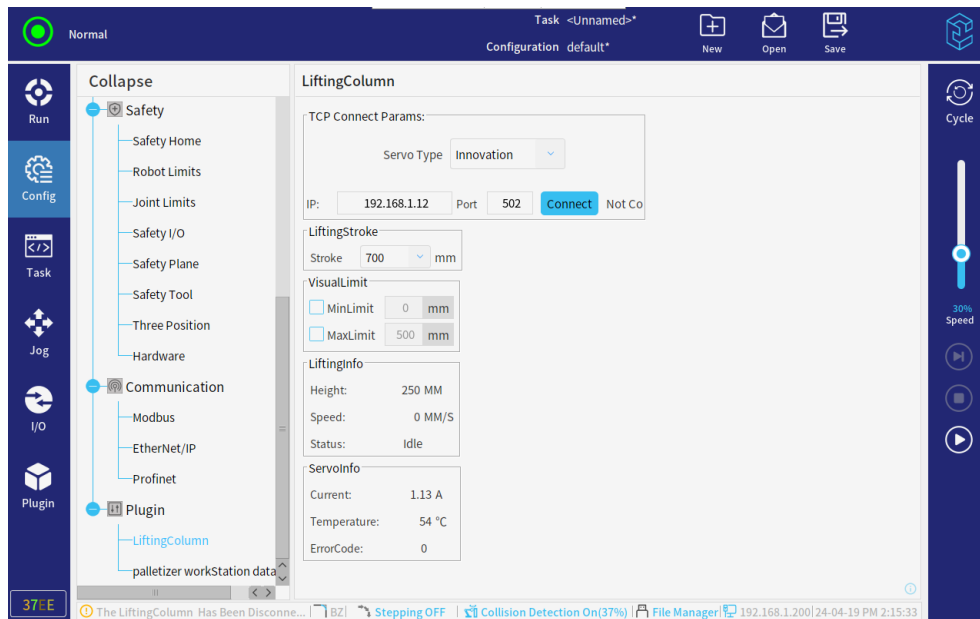 Normal
Task <Unnamed>*
Configuration default*
New
Open
Save
Run
Config
Task
Jog
I/O
Plugin
37EE
Collapse
Safety
Safety Home
Robot Limits
Joint Limits
Safety I/O
Safety Plane
Safety Tool
Three Position
Hardware
Communication
Modbus
EtherNet/IP
Profinet
Plugin
LiftingColumn
palletizer workStation data
LiftingColumn
TCP Connect Params:
Servo Type Innovation
IP: 192.168.1.12 Port 502 Connect Not Co
LiftingStroke
Stroke 700 mm
VisualLimit
MinLimit 0 mm
MaxLimit 500 mm
LiftingInfo
Height: 250 MM
Speed: 0 MM/S
Status: Idle
ServoInfo
Current: 1.13 A
Temperature: 54 °C
ErrorCode: 0
Cycle
30%
Speed
The LiftingColumn Has Been Disconne... BZ Stepping OFF Collision Detection On(37%) File Manager 192.168.1.200 24-04-19 PM 2:15:33